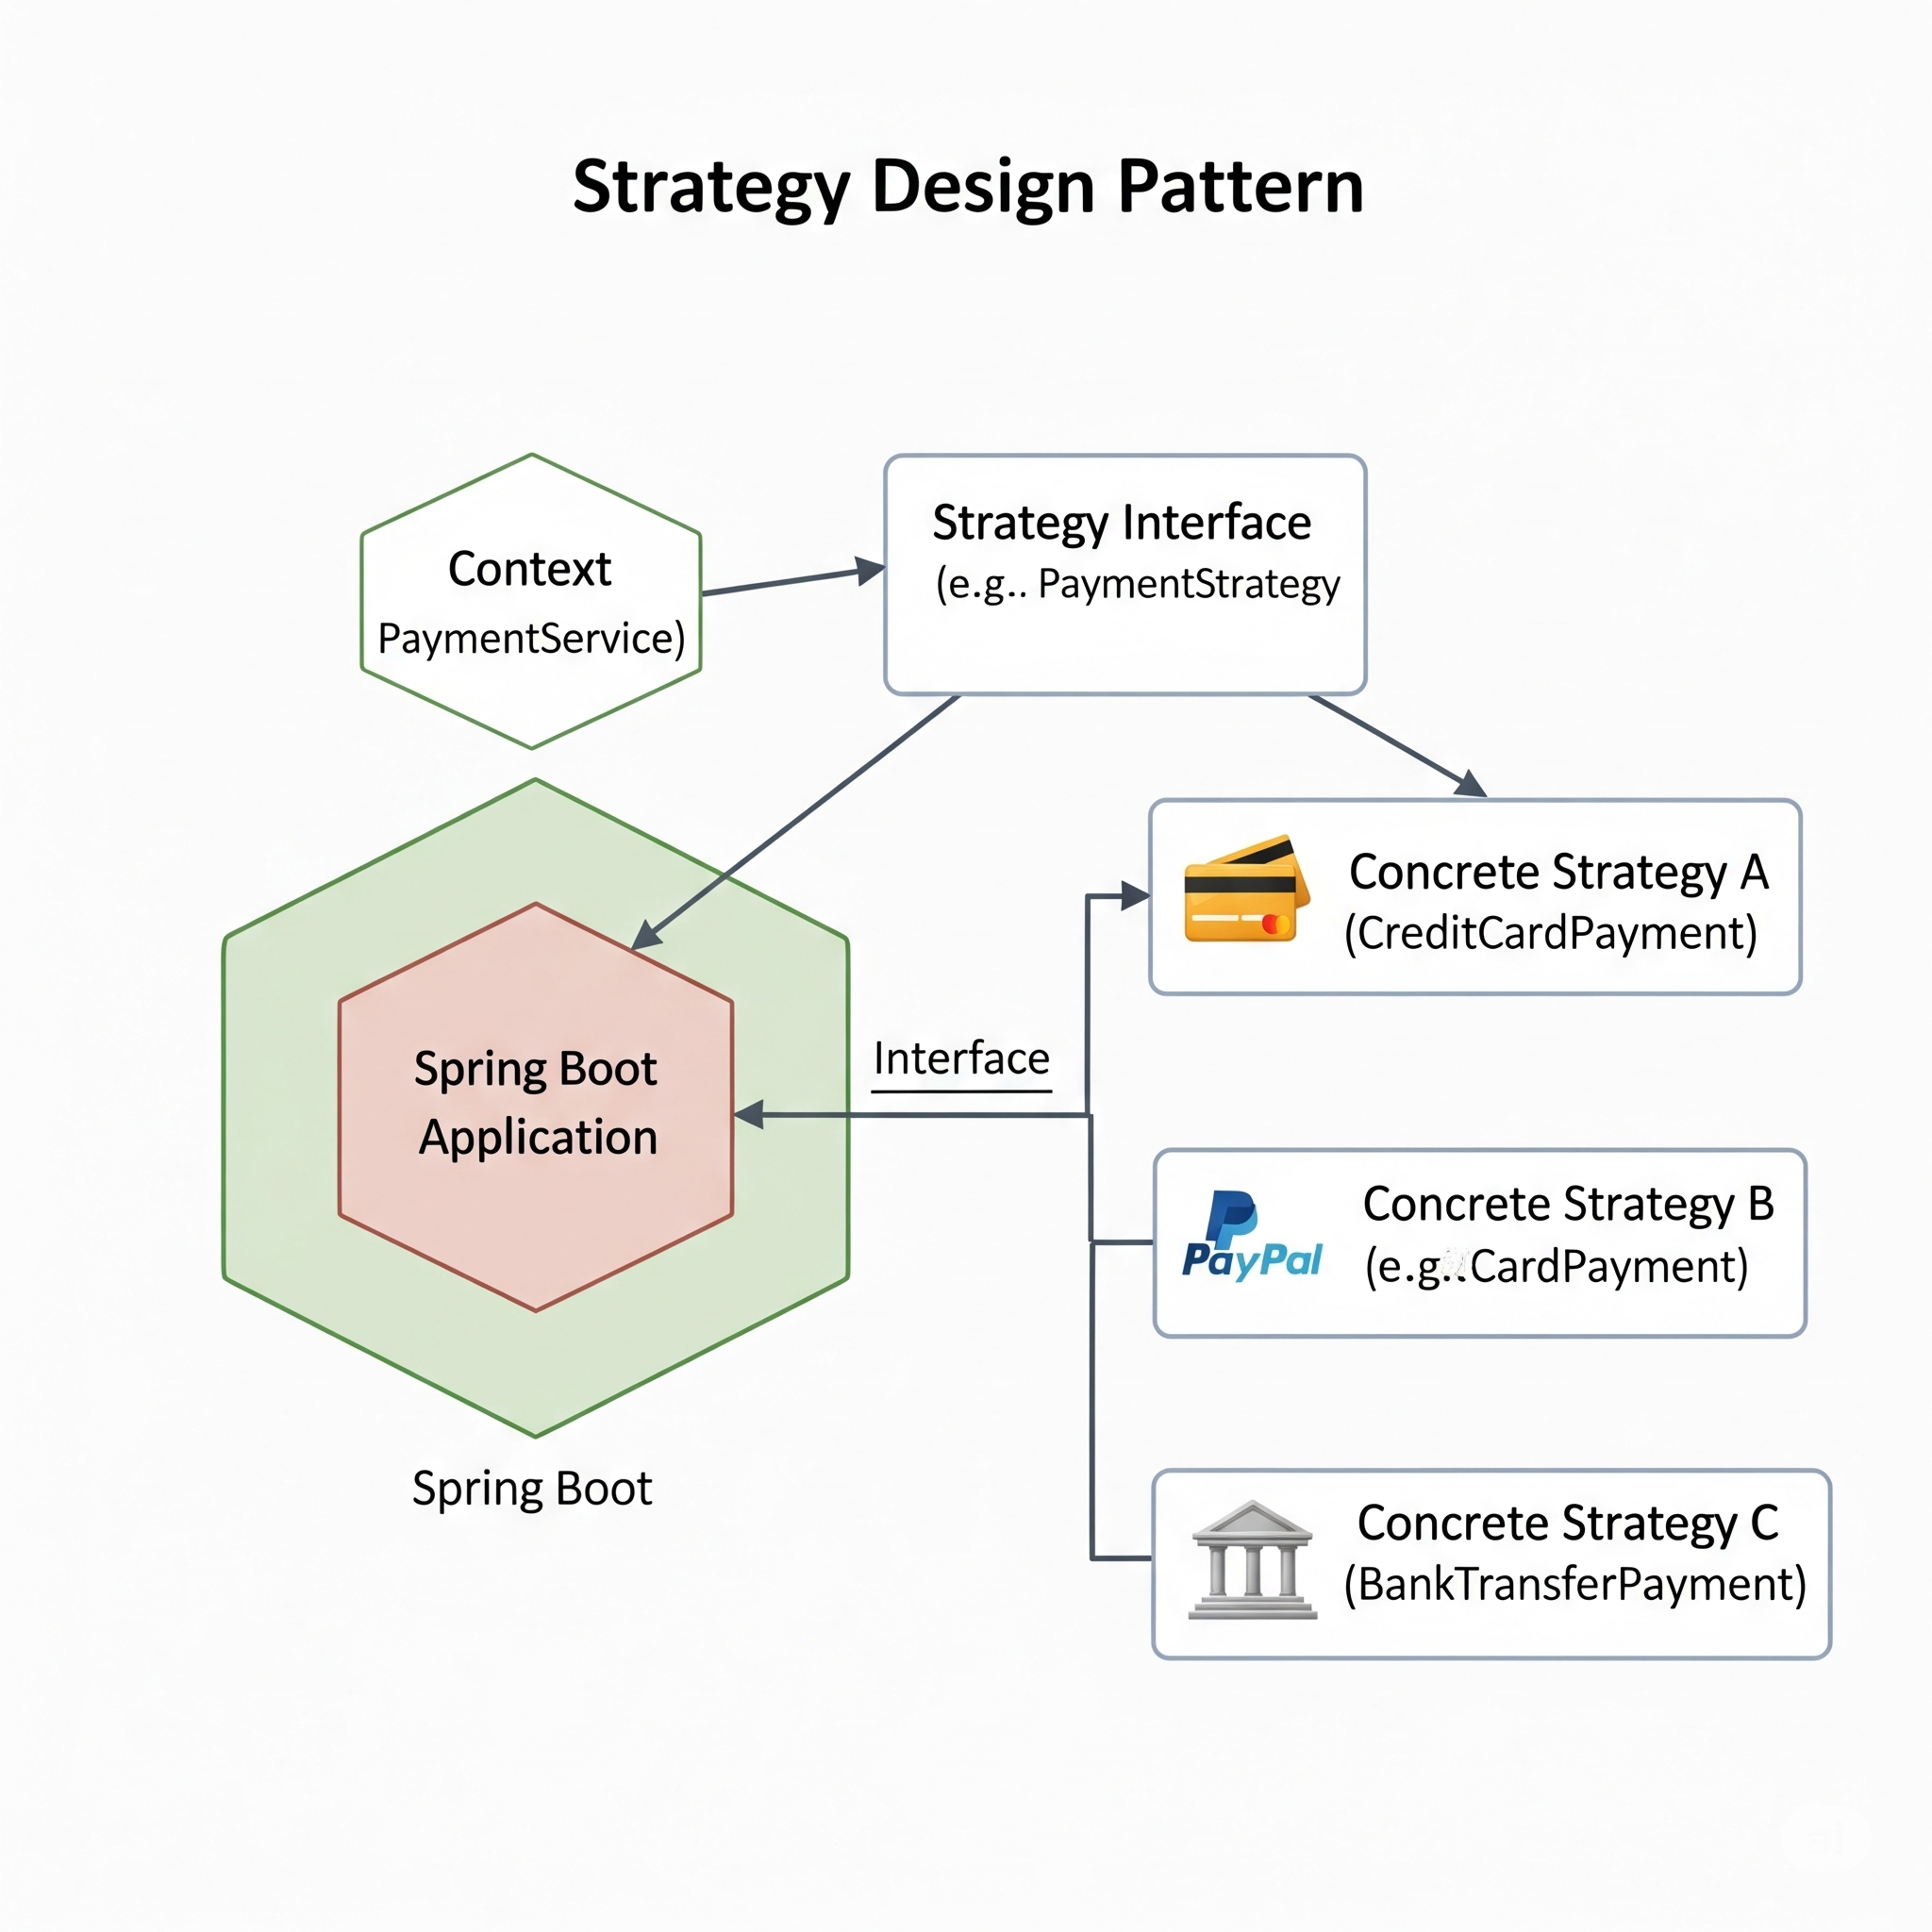 Strategy Design Pattern
Context
PaymentService)
Strategy Interface
(e.g.. PaymentStrategy
Concrete Strategy A
(CreditCardPayment)
Spring Boot
Application
Interface
PayPal
Concrete Strategy B
(e.g. CardPayment)
Concrete Strategy C
(BankTransferPayment)
Spring Boot